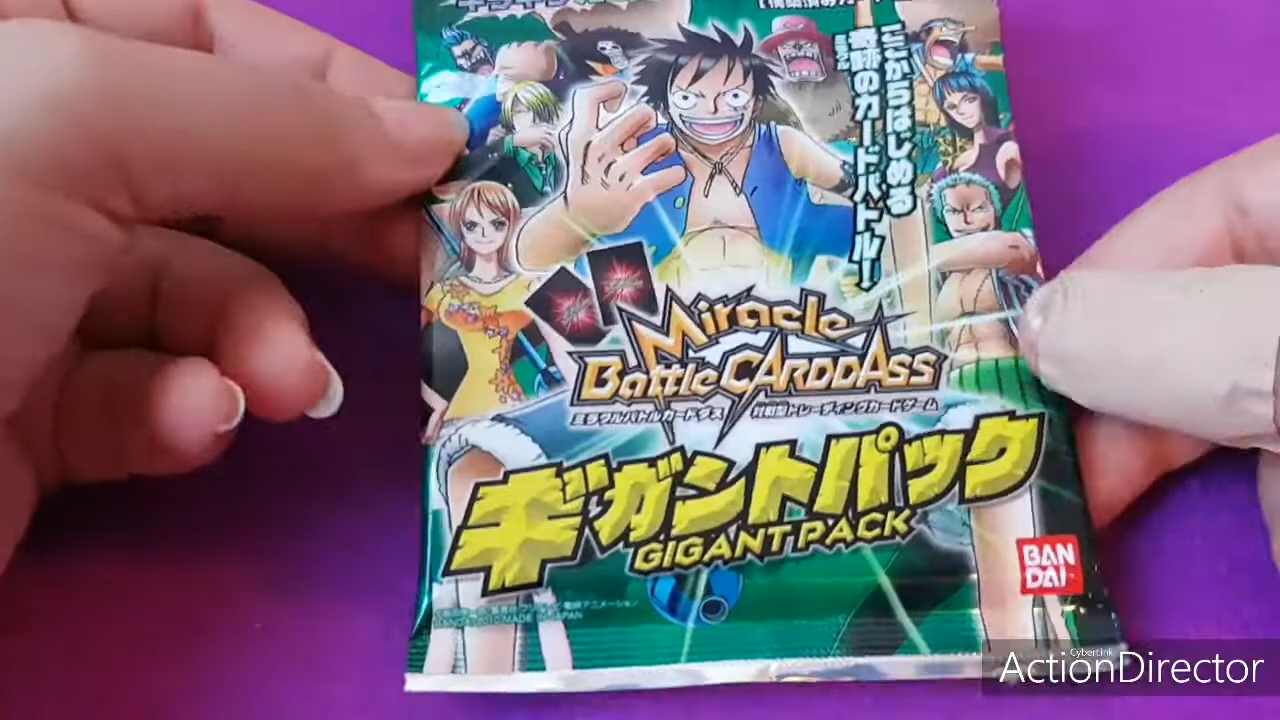 ここからはじめる
奇跡のカードバトル!
Miracle
Battle CARDDASS
ミラクルバトルカードダス
対戦型トレーディングカードゲーム
ギガントパック
GIGANT PACK
BAN
DAI
MADE IN JAPAN
CyberLink
ActionDirector